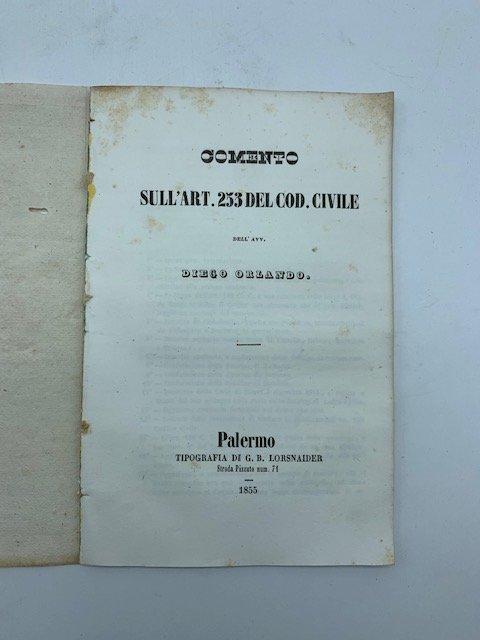 COMENTO
SULL'ART. 253 DEL COD. CIVILE
DELL'AVV.
DIEGO ORLANDO.
Palermo
TIPOGRAFIA DI G. B. LORSNAIDER
Strada Pizzuto num. 71
1855